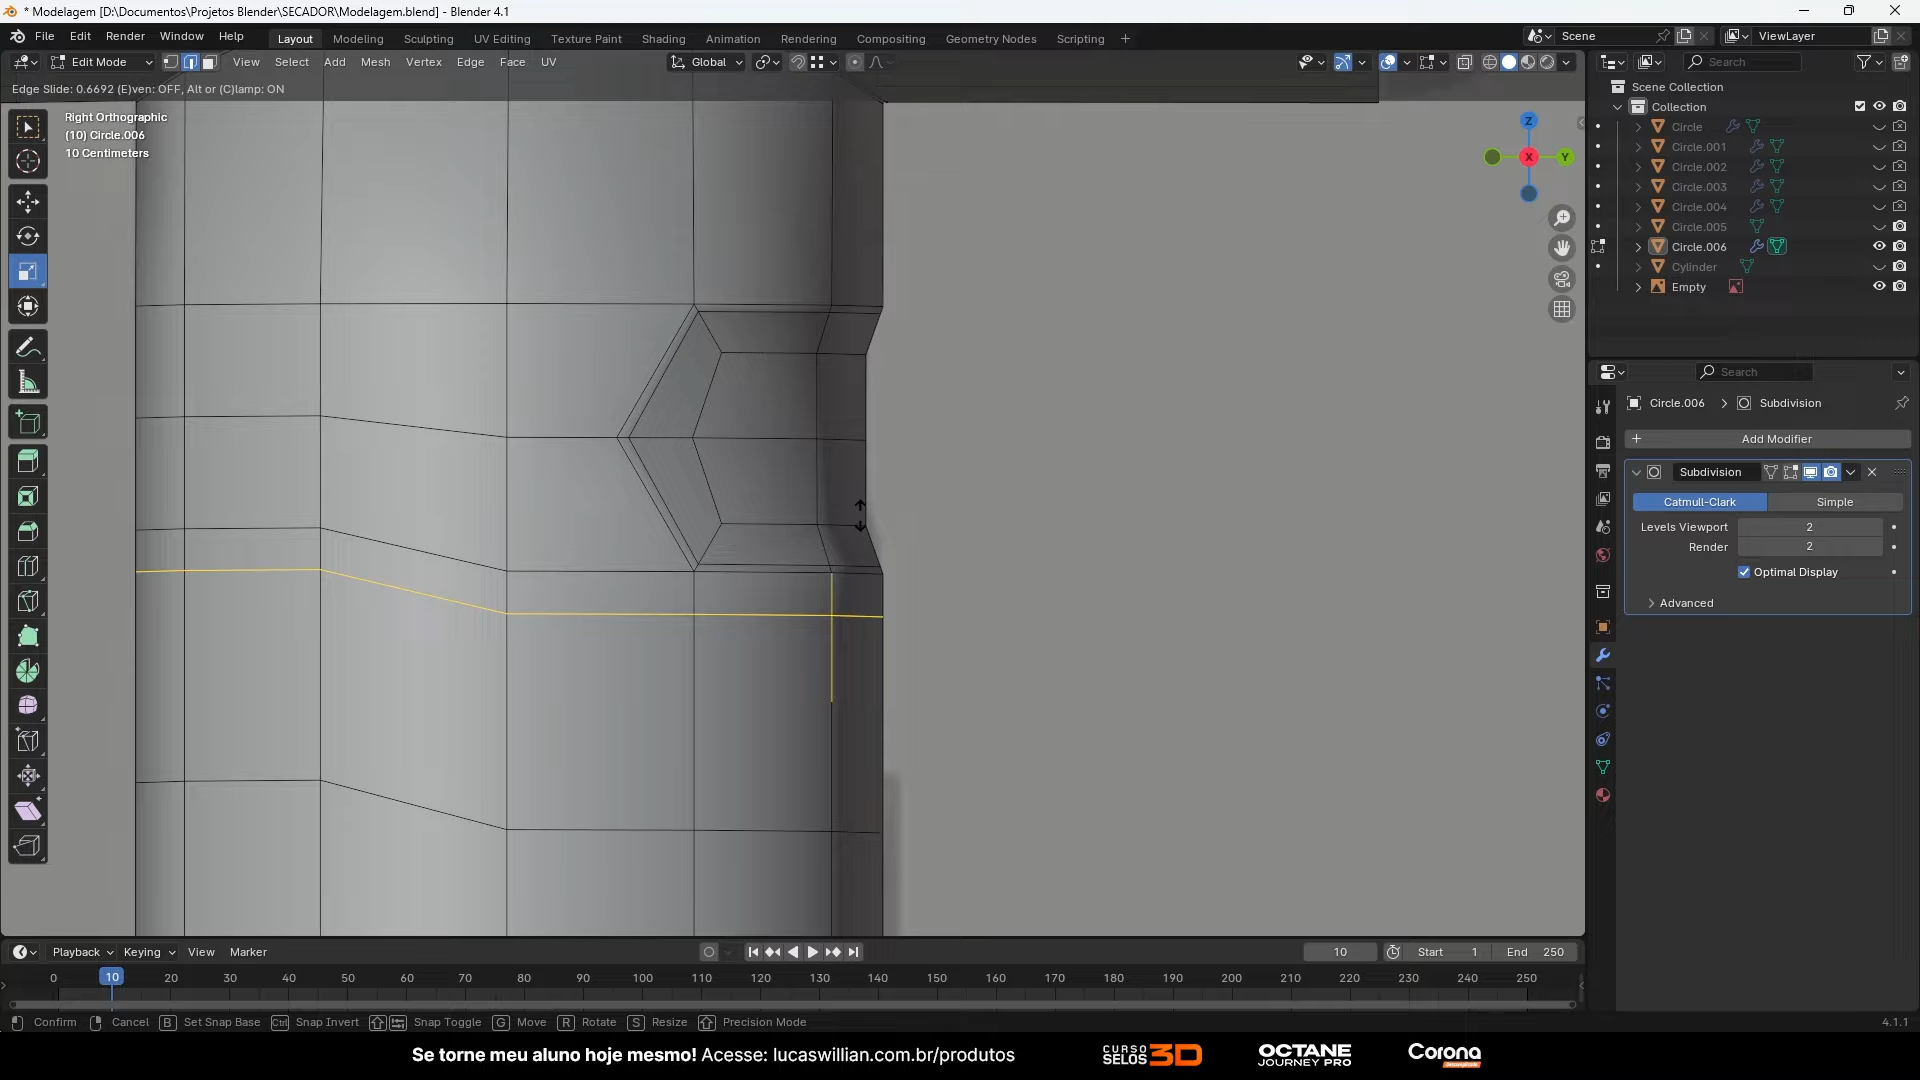 * Modelagem [D:\Documentos\Projetos Blender\SECADOR\Modelagem.blend] - Blender 4.1
File Edit Render Window Help Layout Modeling Sculpting UV Editing Texture Paint Shading Animation Rendering Compositing Geometry Nodes Scripting + Scene ViewLayer
Edit Mode View Select Add Mesh Vertex Edge Face UV Global Search
Edge Slide: 0.6692 (E)ven: OFF, Alt or (C)lamp: ON
Right Orthographic
(10) Circle.006
10 Centimeters
Z
X
Y
Scene Collection
Collection
Circle
Circle.001
Circle.002
Circle.003
Circle.004
Circle.005
Circle.006
Cylinder
Empty
Search
Circle.006 > Subdivision
+ Add Modifier
Subdivision
Catmull-Clark Simple
Levels Viewport 2
Render 2
Optimal Display
Advanced
Playback Keying View Marker 10 Start 1 End 250
0 10 20 30 40 50 60 70 80 90 100 110 120 130 140 150 160 170 180 190 200 210 220 230 240 250
Confirm Cancel B Set Snap Base Ctrl Snap Invert Snap Toggle G Move R Rotate S Resize Precision Mode 4.1.1
Se torne meu aluno hoje mesmo! Acesse: lucaswillian.com.br/produtos
CURSO SELOS 3D
OCTANE
JOURNEY PRO
Corona